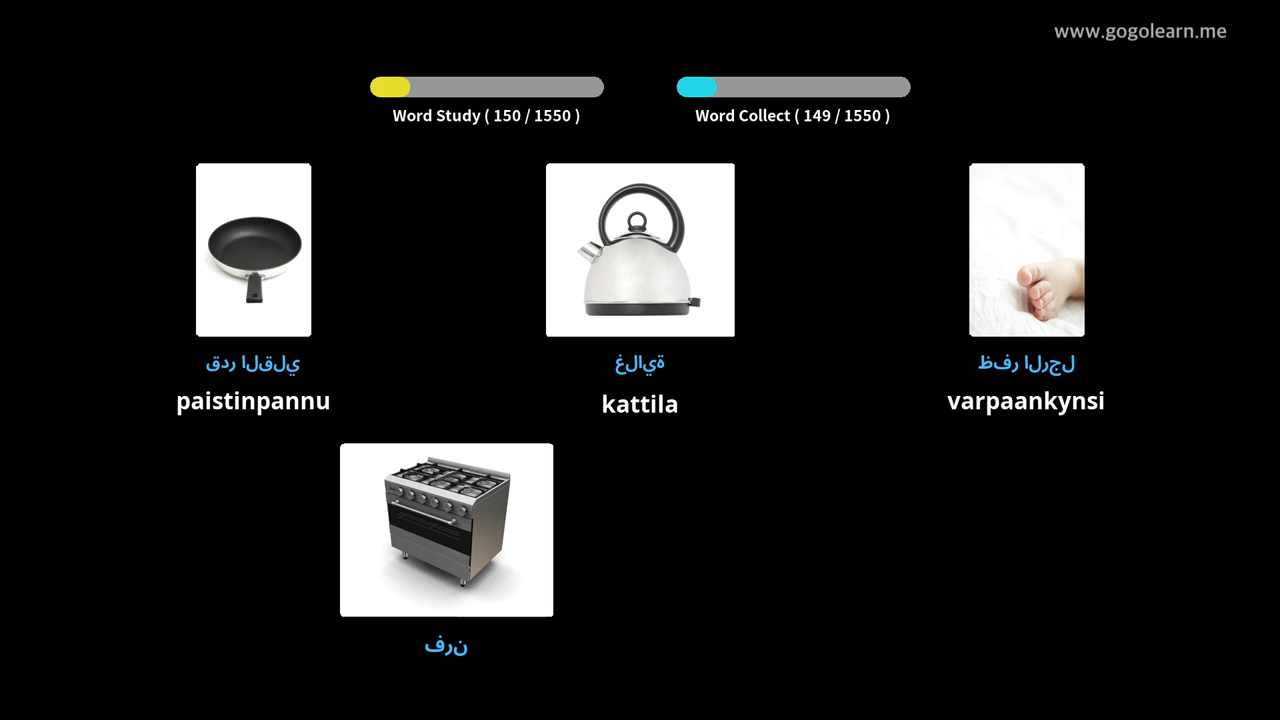 www.gogolearn.me
Word Study ( 150 / 1550 )
Word Collect ( 149 / 1550 )
قدر القلي
غلاية
ظفر الرجل
paistinpannu
kattila
varpaankynsi
فرن